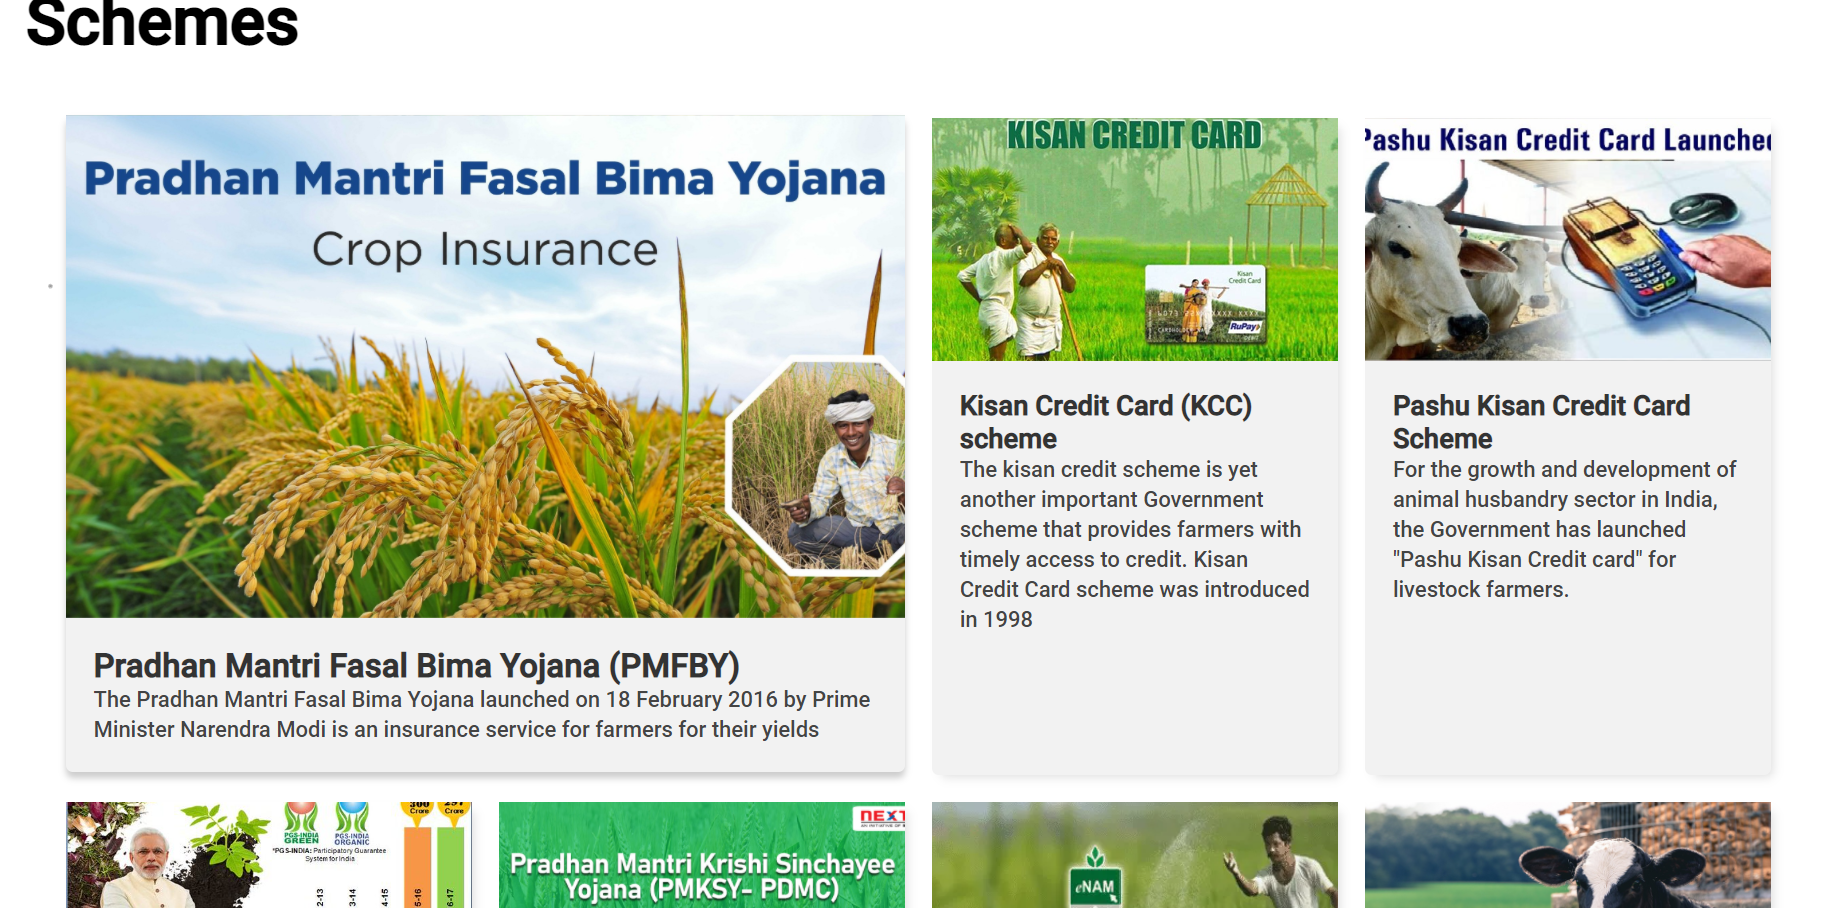 Schemes
Pradhan Mantri Fasal Bima Yojana
Crop Insurance
Pradhan Mantri Fasal Bima Yojana (PMFBY)
The Pradhan Mantri Fasal Bima Yojana launched on 18 February 2016 by Prime
Minister Narendra Modi is an insurance service for farmers for their yields
KISAN CREDIT CARD
Kisan
Credit Card
RuPay
Kisan Credit Card (KCC)
scheme
The kisan credit scheme is yet
another important Government
scheme that provides farmers with
timely access to credit. Kisan
Credit Card scheme was introduced
in 1998
Pashu Kisan Credit Card Launched
Pashu Kisan Credit Card
Scheme
For the growth and development of
animal husbandry sector in India,
the Government has launched
"Pashu Kisan Credit card" for
livestock farmers.
PGS-INDIA
GREEN
PGS-INDIA
ORGANIC
*PGS-INDIA: Participatory Guarantee
System for India
300
Crore
297
Crore
2-13
3-14
4-15
5-16
6-17
NEXT
Pradhan Mantri Krishi Sinchayee
Yojana (PMKSY- PDMC)
eNAM